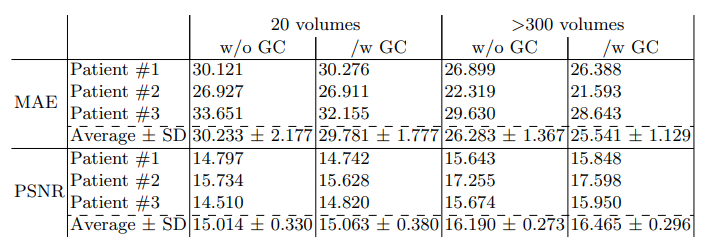 20 volumes >300 volumes
w/o GC /w GC w/o GC /w GC
Patient #1 30.121 30.276 26.899 26.388
MAE Patient #2 26.927 26.911 22.319 21.593
Patient #3 33.651 32.155 29.630 28.643
Average ± SD 30.233 ± 2.177 29.781 ± 1.777 26.283 ± 1.367 25.541 ± 1.129
Patient #1 14.797 14.742 15.643 15.848
PSNR Patient #2 15.734 15.628 17.255 17.598
Patient #3 14.510 14.820 15.674 15.950
Average ± SD 15.014 ± 0.330 15.063 ± 0.380 16.190 ± 0.273 16.465 ± 0.296